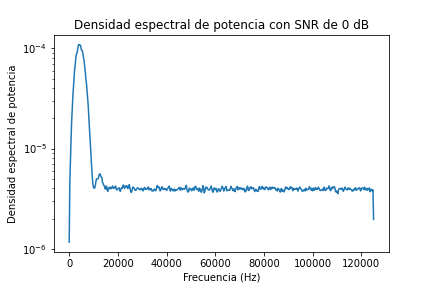 Densidad espectral de potencia con SNR de 0 dB
Densidad espectral de potencia
10⁻⁴
10⁻⁵
10⁻⁶
0 20000 40000 60000 80000 100000 120000
Frecuencia (Hz)